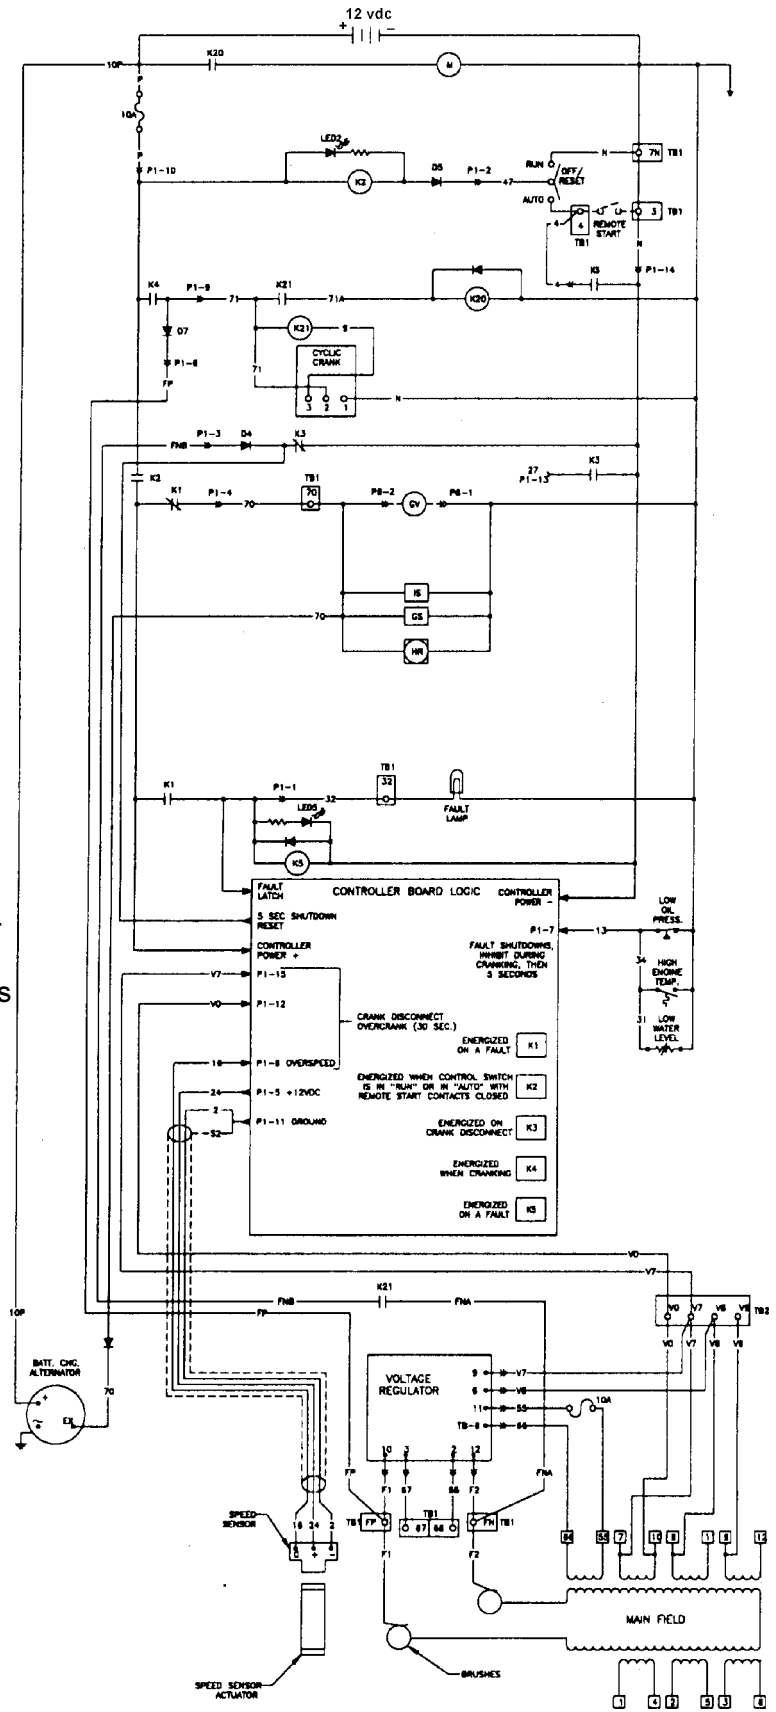 12 vdc
+
−
K20
10P
M
P
10A
P
P1-10
LED2
K2
D5
P1-2
47
RUN
OFF/
RESET
AUTO
N
7N
TB1
3
TB1
4
4
TB1
REMOTE
START
N
K5
P1-14
4
K4
P1-9
71
K21
71A
K20
D7
K21
9
P1-8
FP
71
CYCLIC
CRANK
3
2
1
N
FNB
P1-3
D4
K3
K2
27
P1-13
K3
K1
P1-4
70
TB1
70
P6-2
GV
P6-1
IS
70
GS
HM
K1
P1-1
32
TB1
32
FAULT
LAMP
LED5
K5
FAULT
LATCH
CONTROLLER BOARD LOGIC
CONTROLLER
POWER -
5 SEC SHUTDOWN
RESET
P1-7
13
LOW
OIL
PRESS.
CONTROLLER
POWER +
FAULT SHUTDOWNS,
INHIBIT DURING
CRANKING, THEN
5 SECONDS
34
HIGH
ENGINE
TEMP.
V7
P1-15
S
V0
P1-12
CRANK DISCONNECT
OVERCRANK (30 SEC.)
31
LOW
WATER
LEVEL
ENERGIZED
ON A FAULT
K1
16
P1-6 OVERSPEED
24
P1-5 +12VDC
ENERGIZED WHEN CONTROL SWITCH
IS IN "RUN" OR IN "AUTO" WITH
REMOTE START CONTACTS CLOSED
K2
2
P1-11 GROUND
S2
ENERGIZED ON
CRANK DISCONNECT
K3
ENERGIZED
WHEN CRANKING
K4
ENERGIZED
ON A FAULT
K5
V0
V7
10P
FNB
K21
FNA
FP
V0
V7
V8
V9
TB2
V0
V7
V8
V9
BATT. CHG.
ALTERNATOR
+
~
EX
70
VOLTAGE
REGULATOR
9
V7
6
V8
11
55
10A
TB-8
66
10
3
2
12
FP
F1
67
68
F2
FNA
SPEED
SENSOR
16
24
2
0
+
−
TB1
FP
67
TB1
68
FN
TB1
F1
F2
66
55
7
10
8
11
9
12
MAIN FIELD
BRUSHES
SPEED SENSOR
ACTUATOR
1
4
2
5
3
6